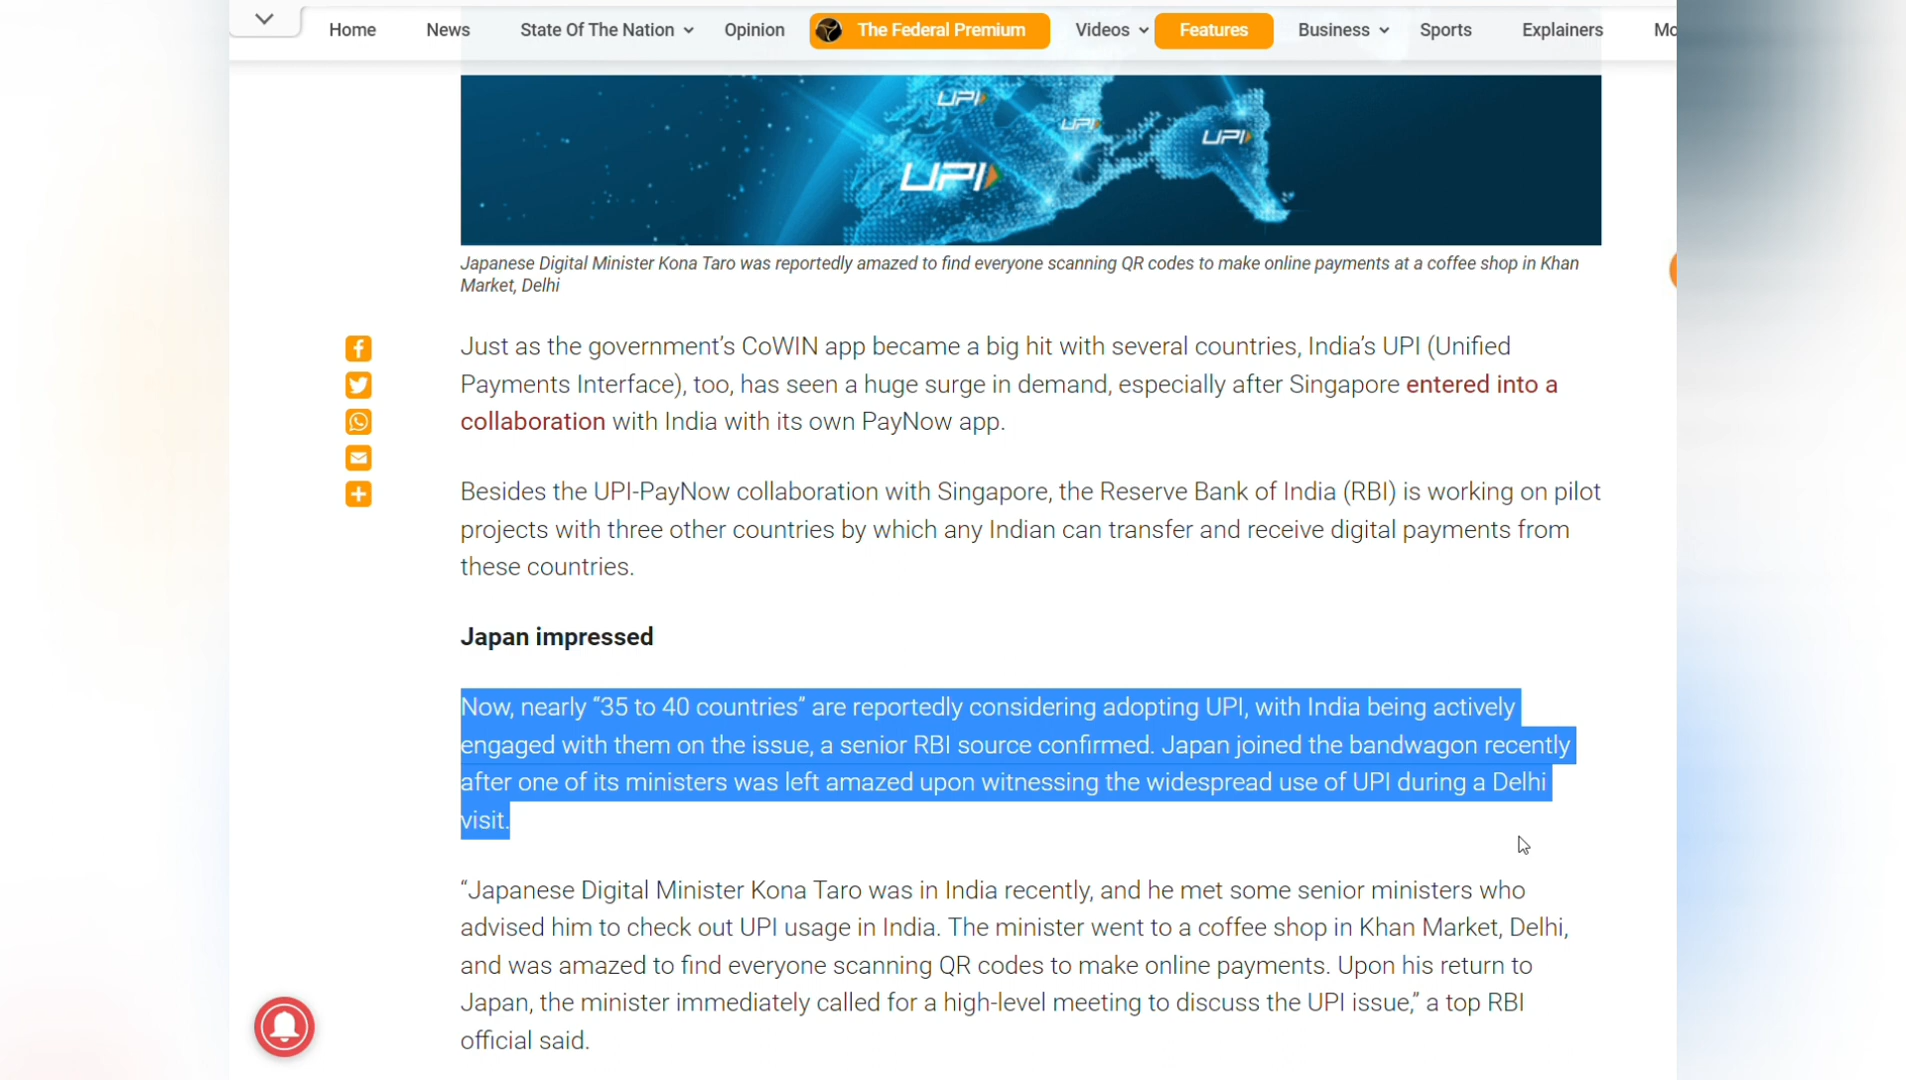 Home News State Of The Nation Opinion The Federal Premium Videos Features Business Sports Explainers Mo
UPI
UPI
UPI
UPI
Japanese Digital Minister Kona Taro was reportedly amazed to find everyone scanning QR codes to make online payments at a coffee shop in Khan
Market, Delhi
Just as the government’s CoWIN app became a big hit with several countries, India’s UPI (Unified
Payments Interface), too, has seen a huge surge in demand, especially after Singapore entered into a
collaboration with India with its own PayNow app.
Besides the UPI-PayNow collaboration with Singapore, the Reserve Bank of India (RBI) is working on pilot
projects with three other countries by which any Indian can transfer and receive digital payments from
these countries.
Japan impressed
Now, nearly “35 to 40 countries” are reportedly considering adopting UPI, with India being actively
engaged with them on the issue, a senior RBI source confirmed. Japan joined the bandwagon recently
after one of its ministers was left amazed upon witnessing the widespread use of UPI during a Delhi
visit.
“Japanese Digital Minister Kona Taro was in India recently, and he met some senior ministers who
advised him to check out UPI usage in India. The minister went to a coffee shop in Khan Market, Delhi,
and was amazed to find everyone scanning QR codes to make online payments. Upon his return to
Japan, the minister immediately called for a high-level meeting to discuss the UPI issue,” a top RBI
official said.